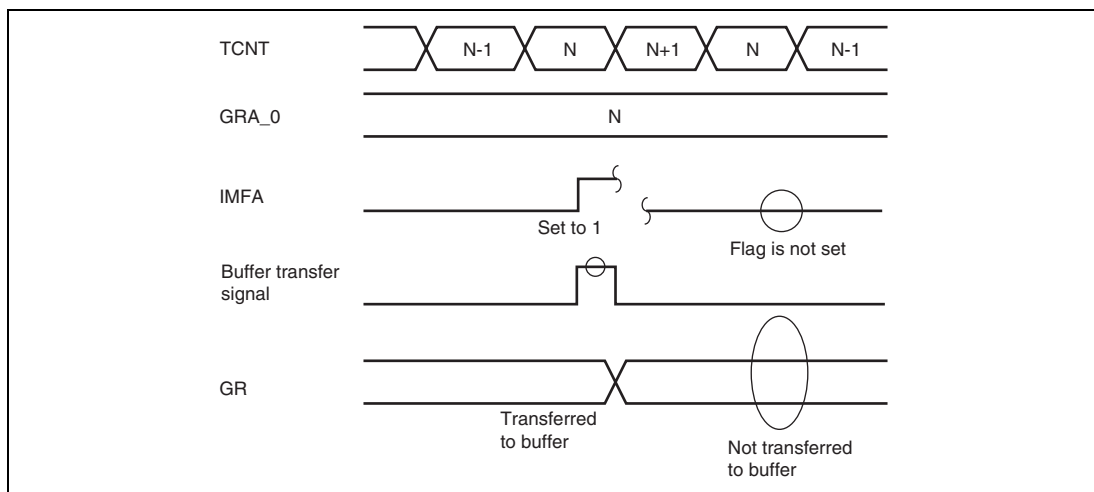 TCNT
N-1 N N+1 N N-1
GRA_0
N
IMFA
Set to 1
Flag is not set
Buffer transfer
signal
GR
Transferred
to buffer
Not transferred
to buffer